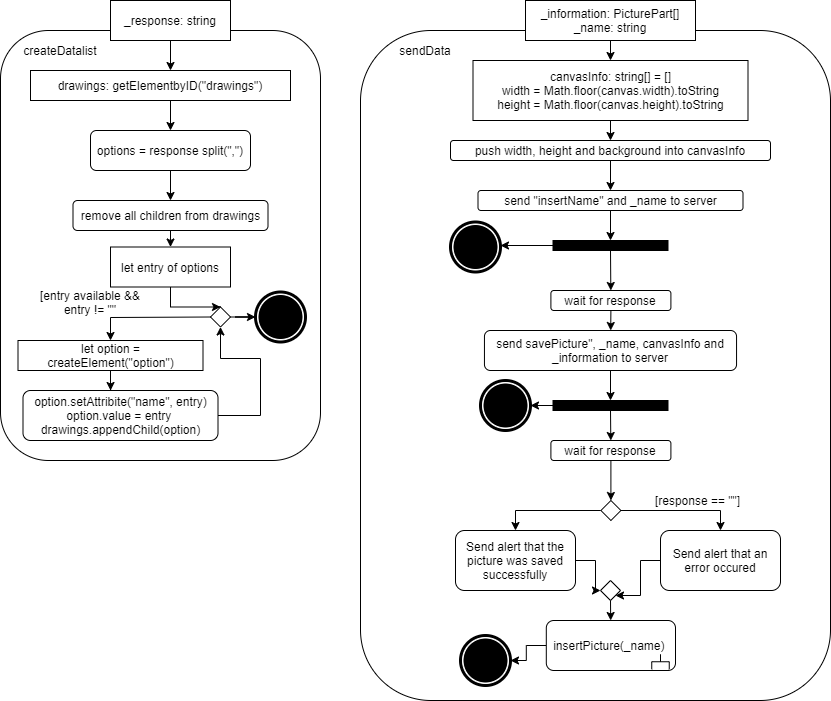 _response: string
createDatalist
drawings: getElementbyID("drawings")
options = response split(",")
remove all children from drawings
let entry of options
[entry available &&
entry != ""
let option =
createElement("option")
option.setAttribite("name", entry)
option.value = entry
drawings.appendChild(option)
_information: PicturePart[]
_name: string
sendData
canvasInfo: string[] = []
width = Math.floor(canvas.width).toString
height = Math.floor(canvas.height).toString
push width, height and background into canvasInfo
send "insertName" and _name to server
wait for response
send savePicture", _name, canvasInfo and
_information to server
wait for response
[response == ""]
Send alert that the
picture was saved
successfully
Send alert that an
error occured
insertPicture(_name)